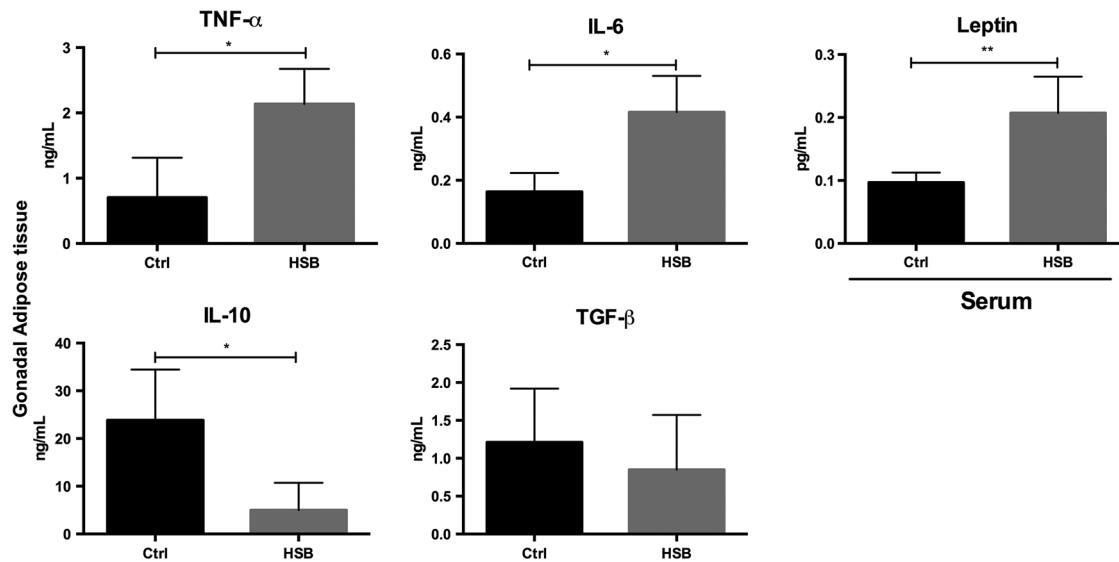 TNF-α
*
3
2
1
0
ng/mL
Ctrl
HSB
IL-6
*
0.6
0.4
0.2
0.0
ng/mL
Ctrl
HSB
Leptin
**
0.3
0.2
0.1
0.0
pg/mL
Ctrl
HSB
Serum
Gonadal Adipose tissue
IL-10
*
40
30
20
10
0
ng/mL
Ctrl
HSB
TGF-β
2.5
2.0
1.5
1.0
0.5
0.0
ng/mL
Ctrl
HSB